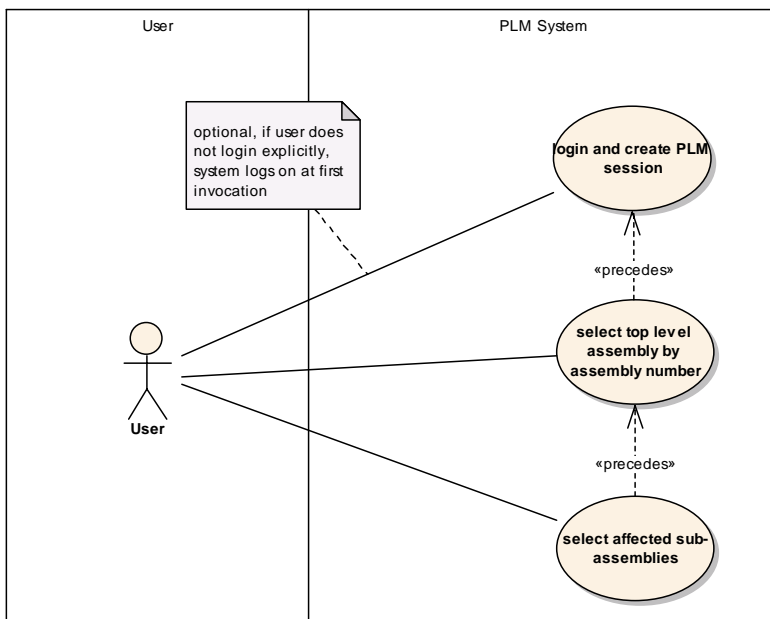 User
PLM System
optional, if user does
not login explicitly,
system logs on at first
invocation
login and create PLM
session
«precedes»
select top level
assembly by
assembly number
User
«precedes»
select affected sub-
assemblies